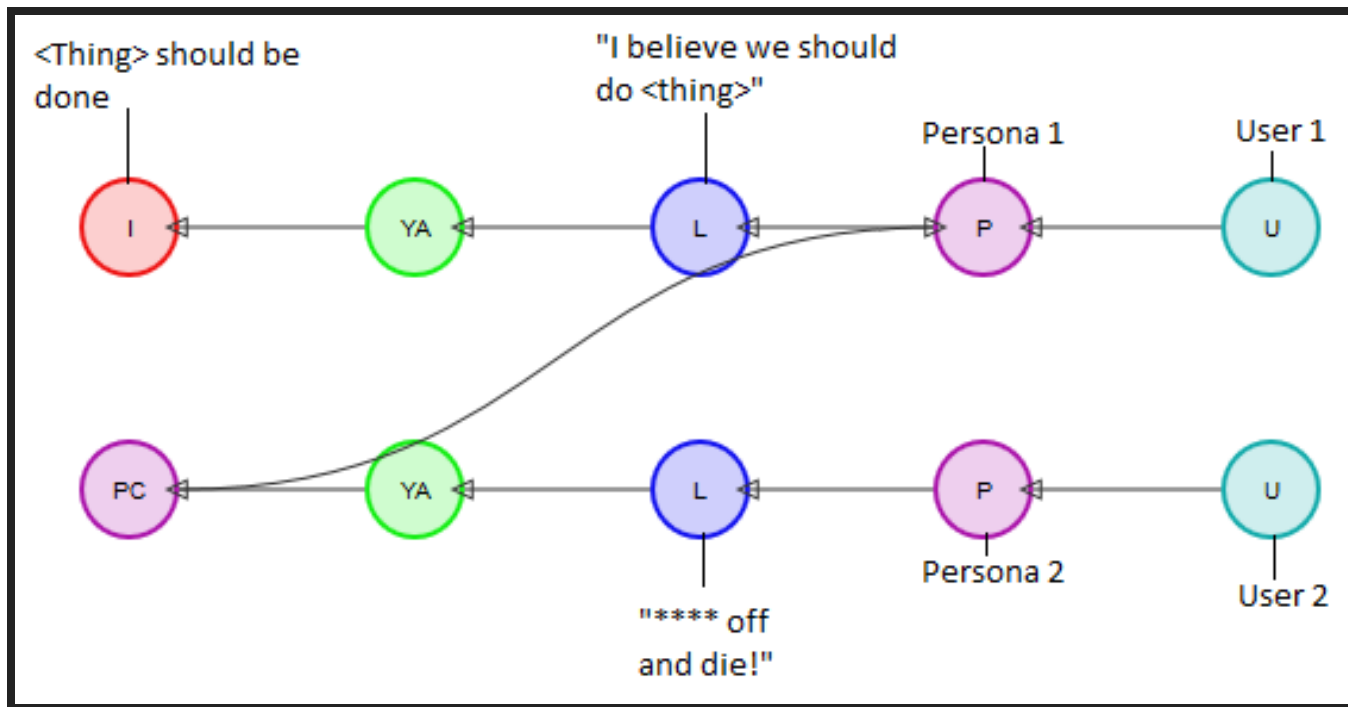 <Thing> should be
done
"I believe we should
do <thing>"
Persona 1
User 1
I
YA
L
P
U
PC
YA
L
P
U
"**** off
and die!"
Persona 2
User 2